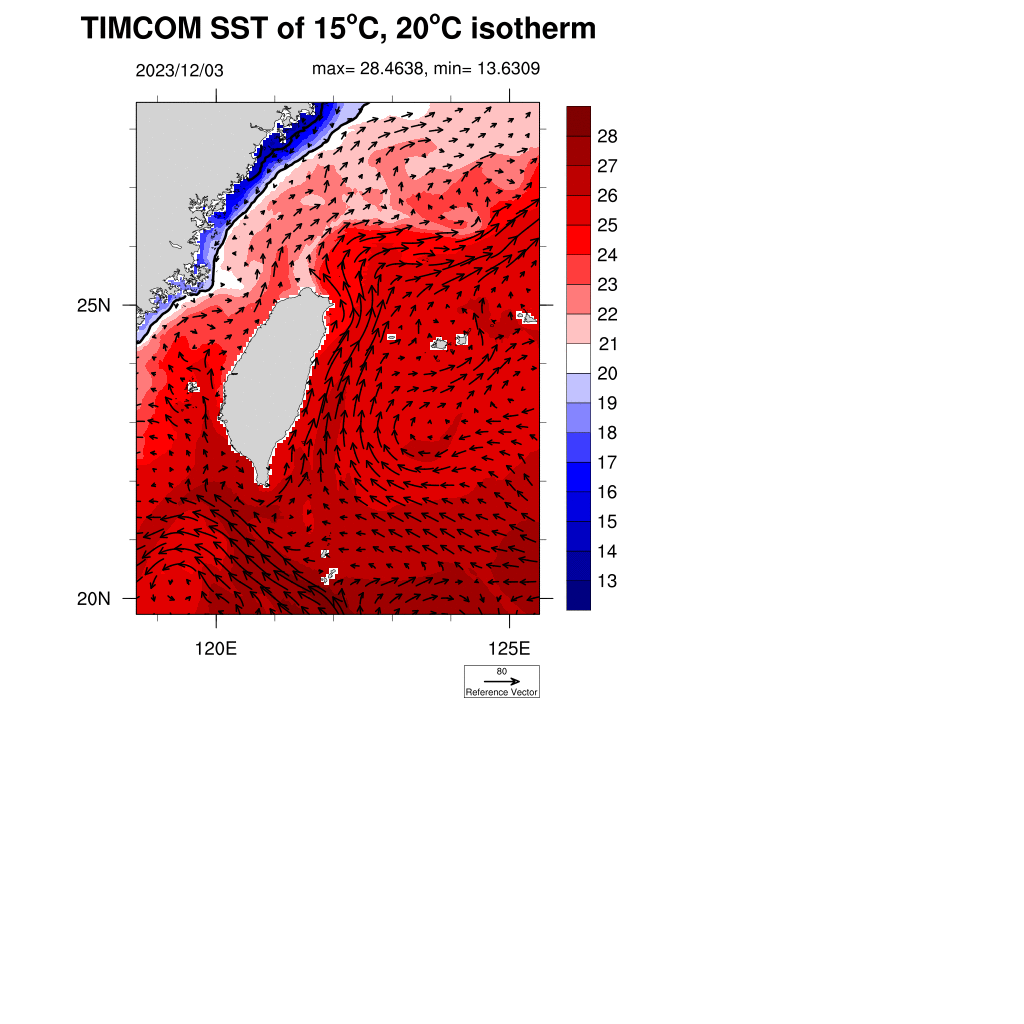 TIMCOM SST of 15°C, 20°C isotherm
2023/12/03
max= 28.4638, min= 13.6309
28
27
26
25
24
23
22
21
20
19
18
17
16
15
14
13
25N
20N
120E
125E
80
Reference Vector